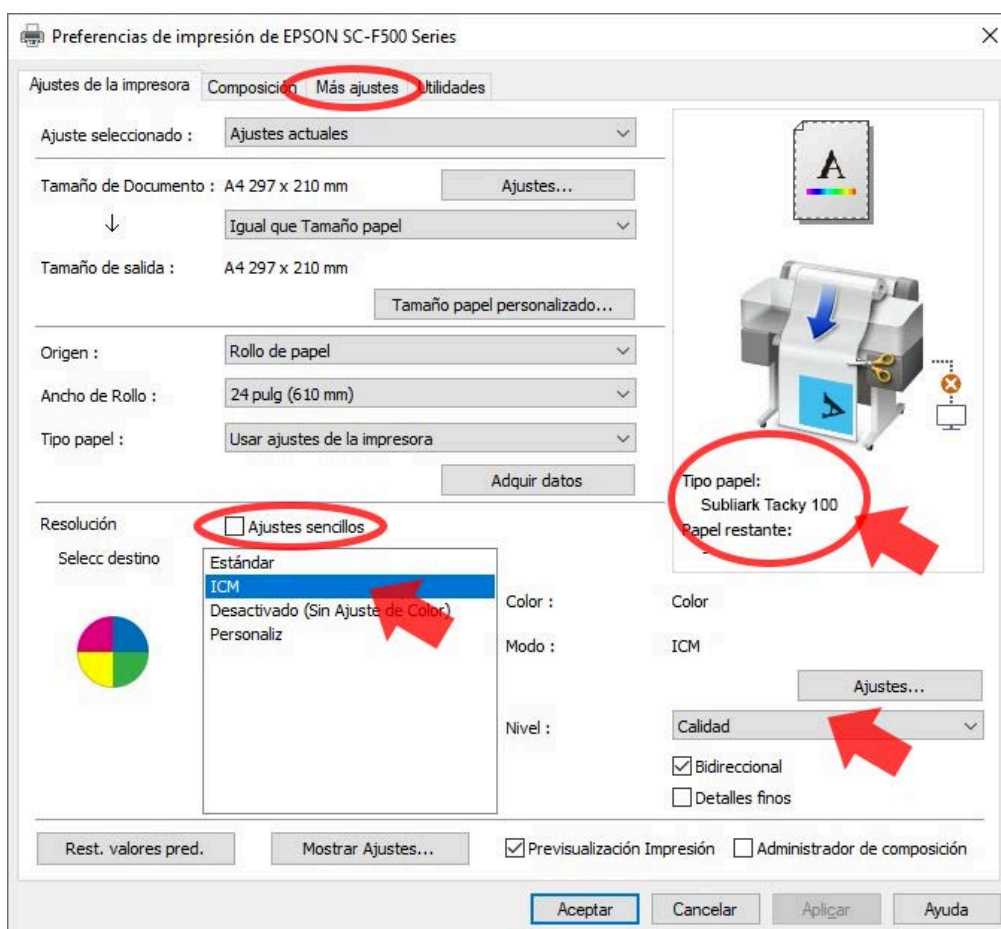 Preferencias de impresión de EPSON SC-F500 Series
Ajustes de la impresora Composición Más ajustes Utilidades
Ajuste seleccionado : Ajustes actuales
Tamaño de Documento : A4 297 x 210 mm Ajustes...
Igual que Tamaño papel
Tamaño de salida : A4 297 x 210 mm
Tamaño papel personalizado...
Origen : Rollo de papel
Ancho de Rollo : 24 pulg (610 mm)
Tipo papel : Usar ajustes de la impresora
Adquir datos
A
A
Tipo papel:
Subliark Tacky 100
Papel restante:
-
Resolución Ajustes sencillos
Selecc destino
Estándar
ICM
Desactivado (Sin Ajuste de Color)
Personaliz
Color : Color
Modo : ICM
Ajustes...
Nivel : Calidad
Bidireccional
Detalles finos
Rest. valores pred. Mostrar Ajustes... Previsualización Impresión Administrador de composición
Aceptar Cancelar Aplicar Ayuda